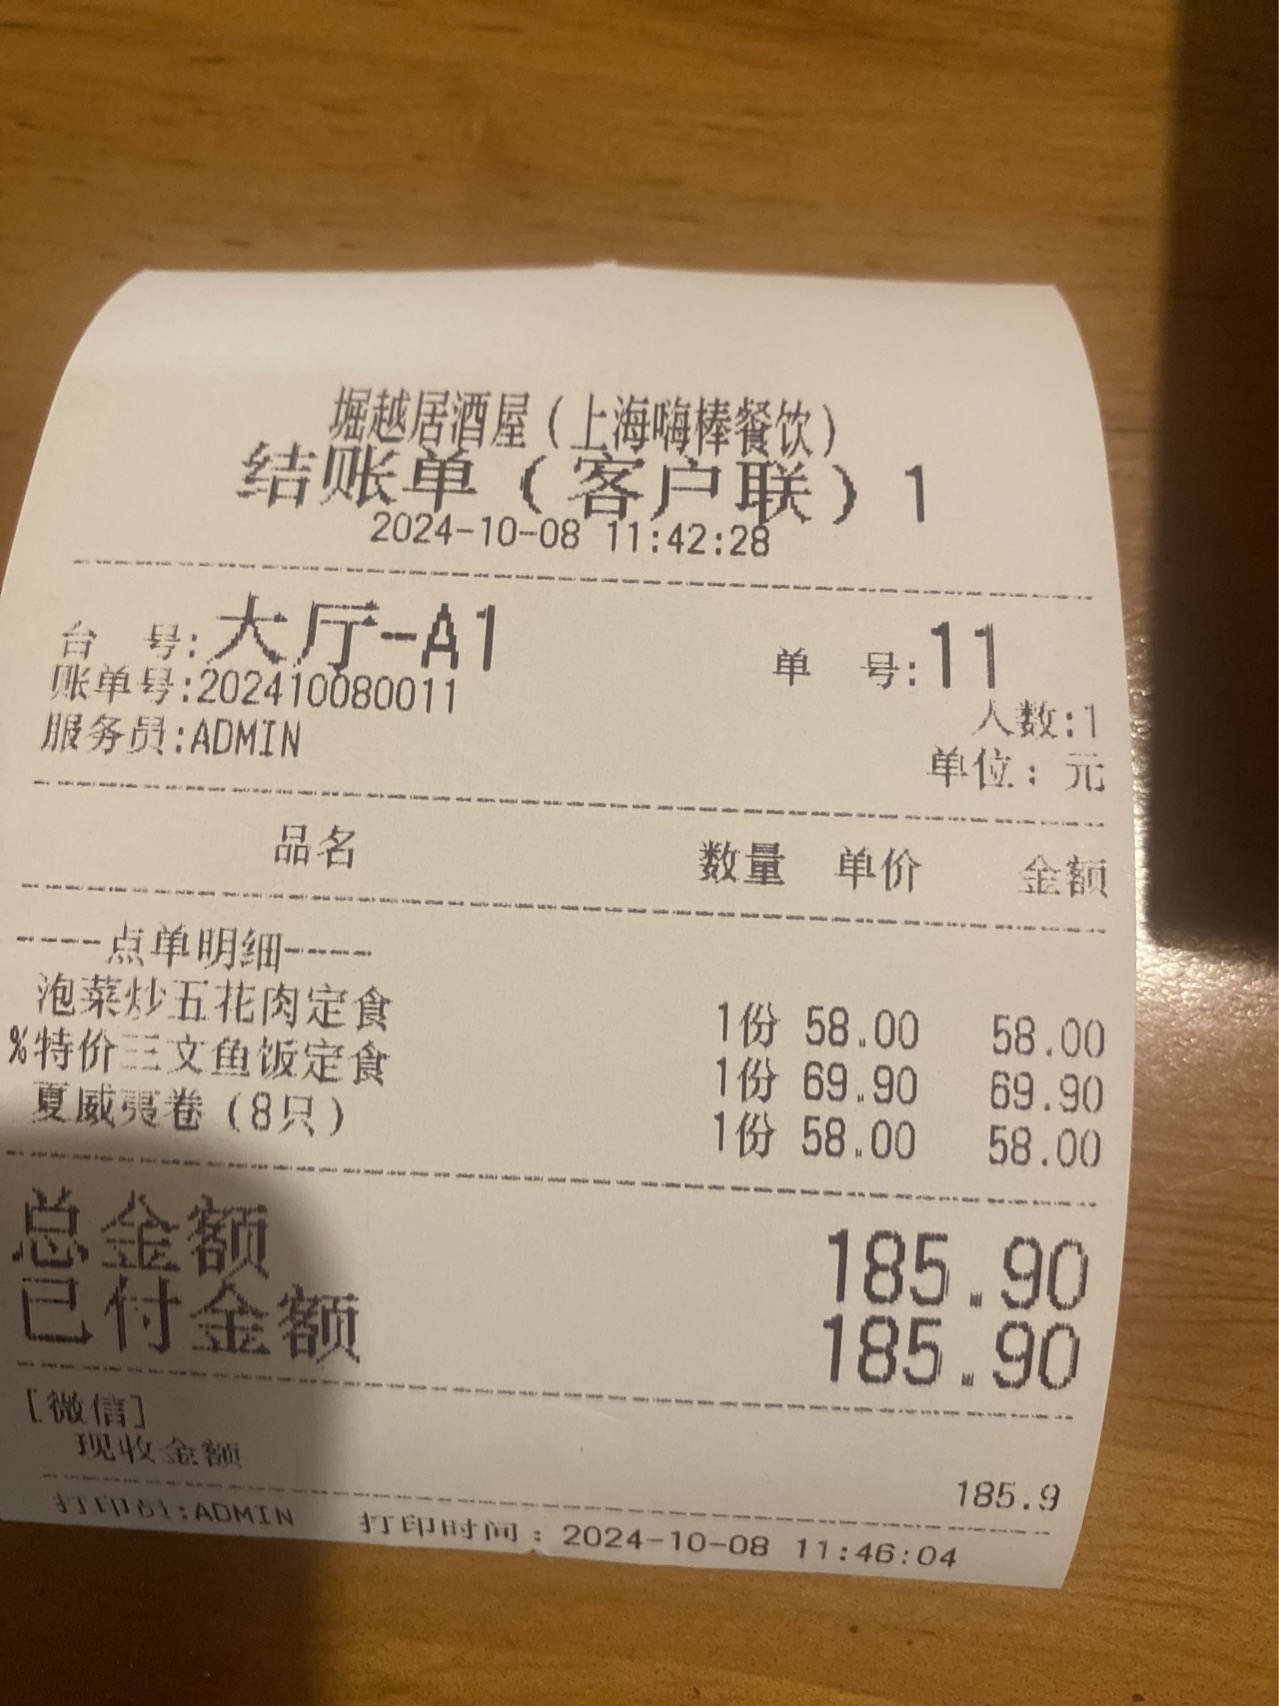 堀越居酒屋(上海嗨棒餐饮)
结账单(客户联)1
2024-10-08 11:42:28
台 号:大厅-A1 单 号:11
账单号:202410080011
人数:1
服务员:ADMIN
单位: 元
品名 数量 单价 金额
----点单明细----
泡菜炒五花肉定食 1份 58.00 58.00
%特价三文鱼饭定食 1份 69.90 69.90
夏威夷卷(8只) 1份 58.00 58.00
总金额 185.90
已付金额 185.90
[微信]
现收金额 185.9
打印员:ADMIN 打印时间: 2024-10-08 11:46:04